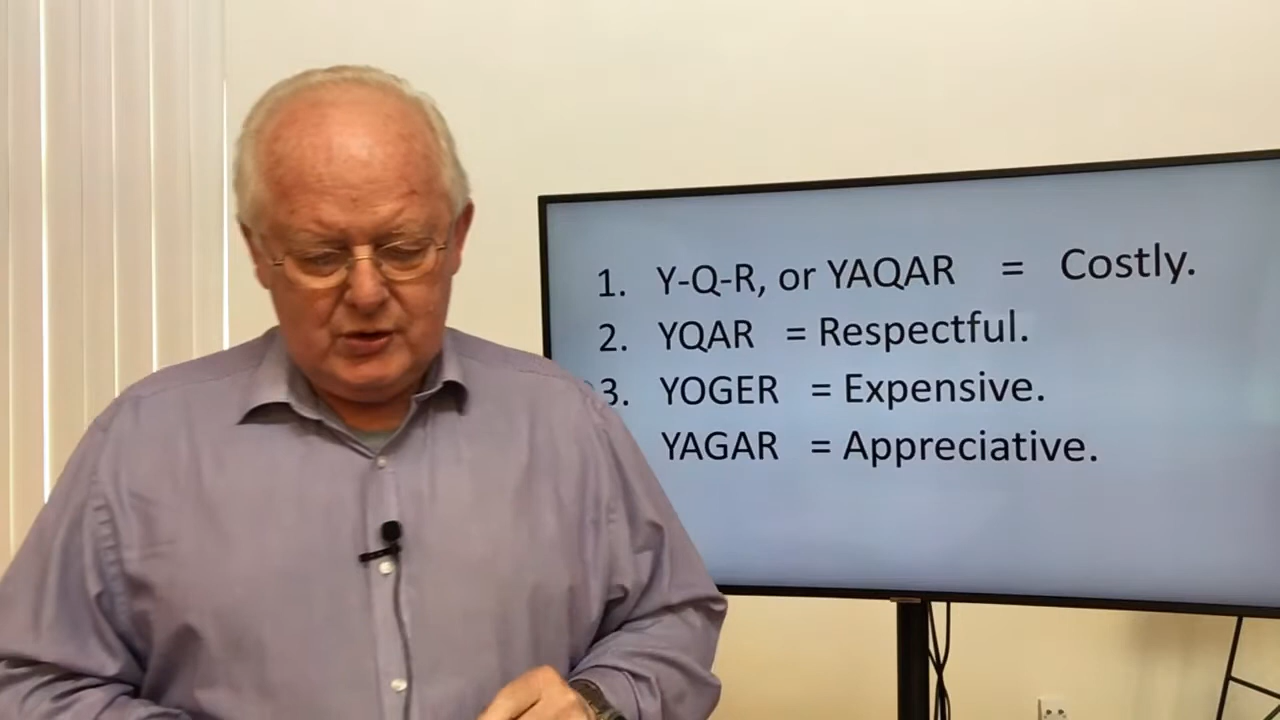 1. Y-Q-R, or YAQAR = Costly.
2. YQAR = Respectful.
3. YOGER = Expensive.
YAGAR = Appreciative.